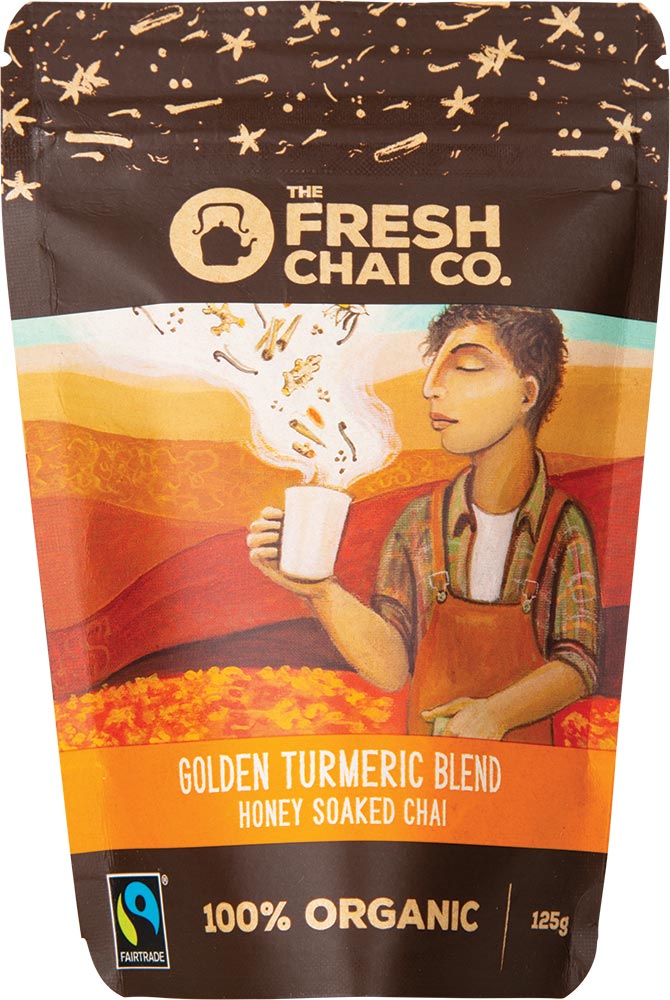 THE
FRESH
CHAI CO.
GOLDEN TURMERIC BLEND
HONEY SOAKED CHAI
FAIRTRADE
®
100% ORGANIC
125g